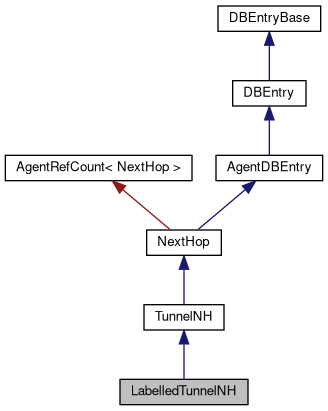 DBEntryBase
DBEntry
AgentRefCount< NextHop >
AgentDBEntry
NextHop
TunnelNH
LabelledTunnelNH